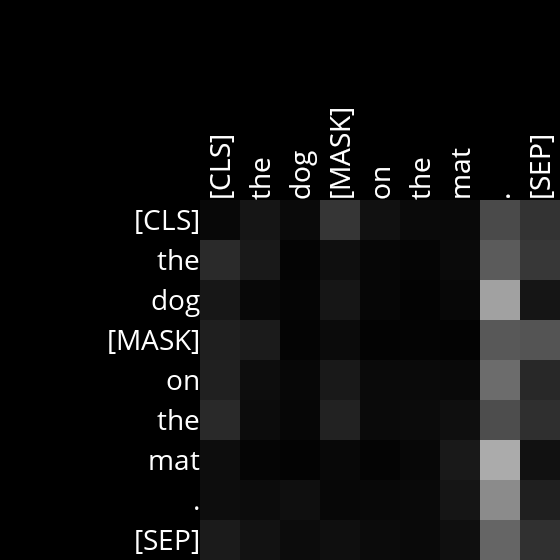 [CLS] the dog [MASK] on the mat . [SEP]
[CLS]
the
dog
[MASK]
on
the
mat
.
[SEP]